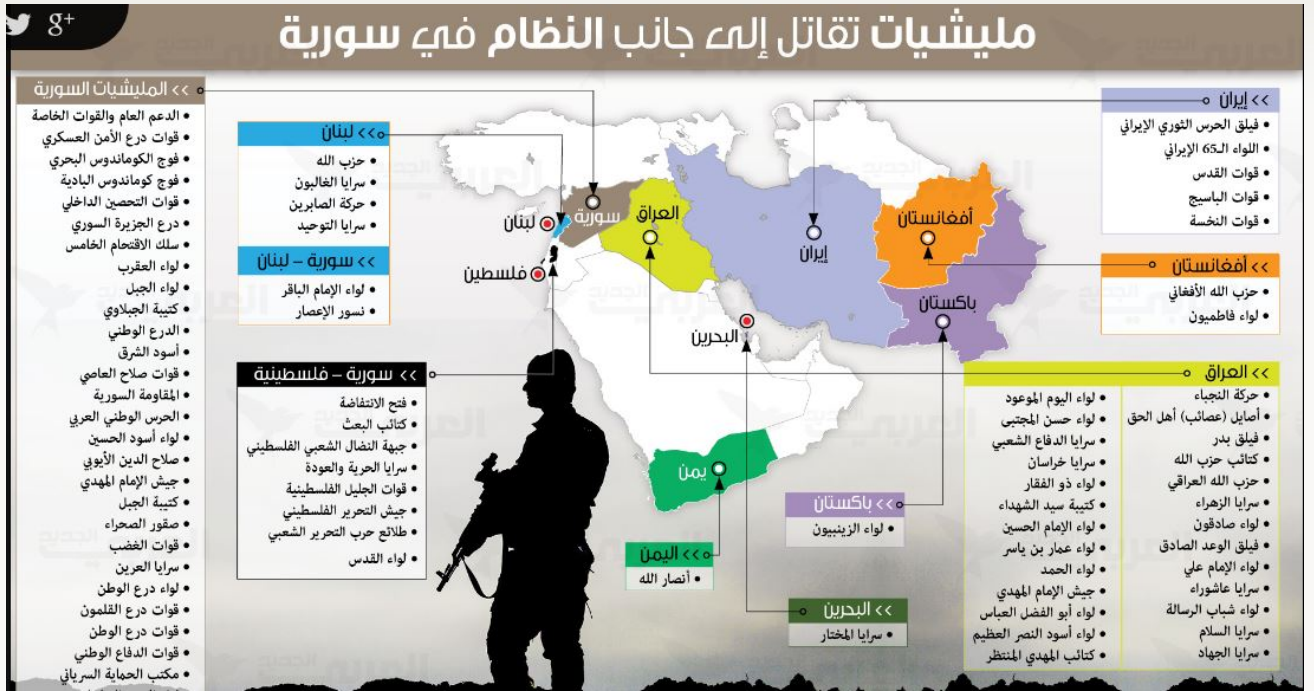 g+
مليشيات تقاتل إلى جانب النظام في سورية
>> المليشيات السورية
• الدعم العام والقوات الخاصة
• قوات درع الأمن العسكري
• فوج الكوماندوس البحري
• فوج كوماندوس البادية
• قوات التحصين الداخلي
• درع الجزيرة السوري
• سلك الاقتحام الخامس
• لواء العقرب
• لواء الجبل
• كتيبة الجبلاوي
• الدرع الوطني
• أسود الشرق
• قوات صلاح العاصي
• المقاومة السورية
• الحرس الوطني العربي
• لواء أسود الحسين
• صلاح الدين الأيوبي
• جيش الإمام المهدي
• كتيبة الجبل
• صقور الصحراء
• قوات الغضب
• سرايا العرين
• لواء درع الوطن
• قوات درع القلمون
• قوات درع الوطن
• قوات الدفاع الوطني
• مكتب الحماية السرياني
>> لبنان
• حزب الله
• سرايا الغالبون
• حركة الصابرين
• سرايا التوحيد
>> سورية – لبنان
• لواء الإمام الباقر
• نسور الإعصار
>> سورية – فلسطينية
• فتح الانتفاضة
• كتائب البعث
• جبهة النضال الشعبي الفلسطيني
• سرايا الحرية والعودة
• قوات الجليل الفلسطينية
• جيش التحرير الفلسطيني
• طلائع حرب التحرير الشعبي
• لواء القدس
سورية
لبنان
فلسطين
العراق
إيران
أفغانستان
باكستان
البحرين
يمن
>> إيران
• فيلق الحرس الثوري الإيراني
• اللواء الـ65 الإيراني
• قوات القدس
• قوات الباسيج
• قوات النخسة
>> أفغانستان
• حزب الله الأفغاني
• لواء فاطميون
>> العراق
• حركة النجباء
• أصايل (عصائب) أهل الحق
• فيلق بدر
• كتائب حزب الله
• حزب الله العراقي
• سرايا الزهراء
• لواء صادقون
• فيلق الوعد الصادق
• لواء الإمام علي
• سرايا عاشوراء
• لواء شباب الرسالة
• سرايا السلام
• سرايا الجهاد
• لواء اليوم الموعود
• لواء حسن المجتبى
• سرايا الدفاع الشعبي
• سرايا خراسان
• لواء ذو الفقار
• كتيبة سيد الشهداء
• لواء الإمام الحسين
• لواء عمار بن ياسر
• لواء الحمد
• جيش الإمام المهدي
• لواء أبو الفضل العباس
• لواء أسود النصر العظيم
• كتائب المهدي المنتظر
>> باكستان
• لواء الزينبيون
>> اليمن
• أنصار الله
>> البحرين
• سرايا المختار
العربي الجديد